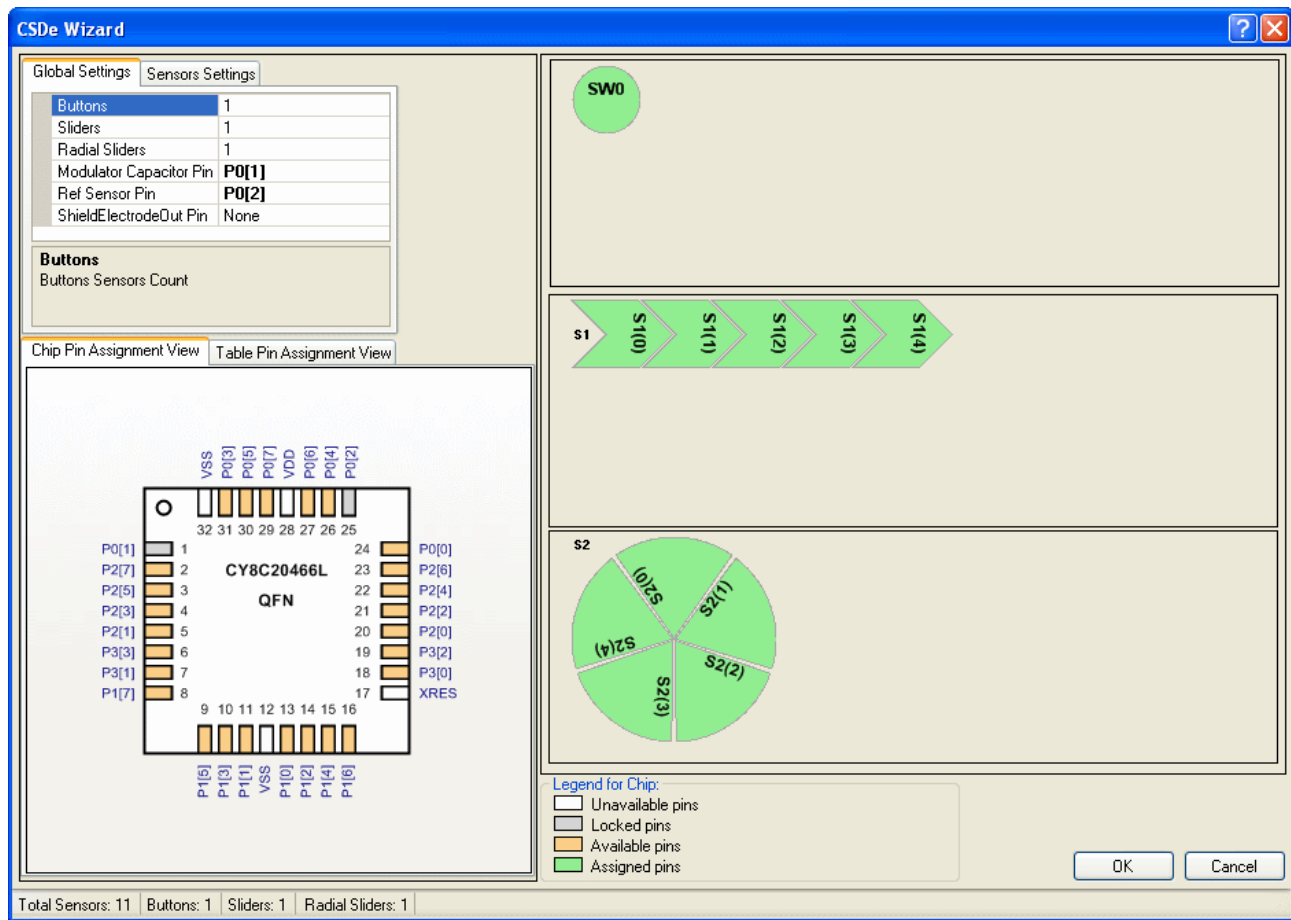 CSDe Wizard
Global Settings Sensors Settings
Buttons 1
Sliders 1
Radial Sliders 1
Modulator Capacitor Pin P0[1]
Ref Sensor Pin P0[2]
ShieldElectrodeOut Pin None
Buttons
Buttons Sensors Count
Chip Pin Assignment View Table Pin Assignment View
VSS P0[3] P0[5] P0[7] VDD P0[6] P0[4] P0[2]
32 31 30 29 28 27 26 25
P0[1] 1 24 P0[0]
P2[7] 2 CY8C20466L 23 P2[6]
P2[5] 3 22 P2[4]
QFN
P2[3] 4 21 P2[2]
P2[1] 5 20 P2[0]
P3[3] 6 19 P3[2]
P3[1] 7 18 P3[0]
P1[7] 8 17 XRES
9 10 11 12 13 14 15 16
P1[5] P1[3] P1[1] VSS P1[0] P1[2] P1[4] P1[6]
SW0
S1 S1(0) S1(1) S1(2) S1(3) S1(4)
S2
S2(0) S2(1)
S2(4) S2(2)
S2(3)
Legend for Chip:
Unavailable pins
Locked pins
Available pins
Assigned pins
OK Cancel
Total Sensors: 11 Buttons: 1 Sliders: 1 Radial Sliders: 1